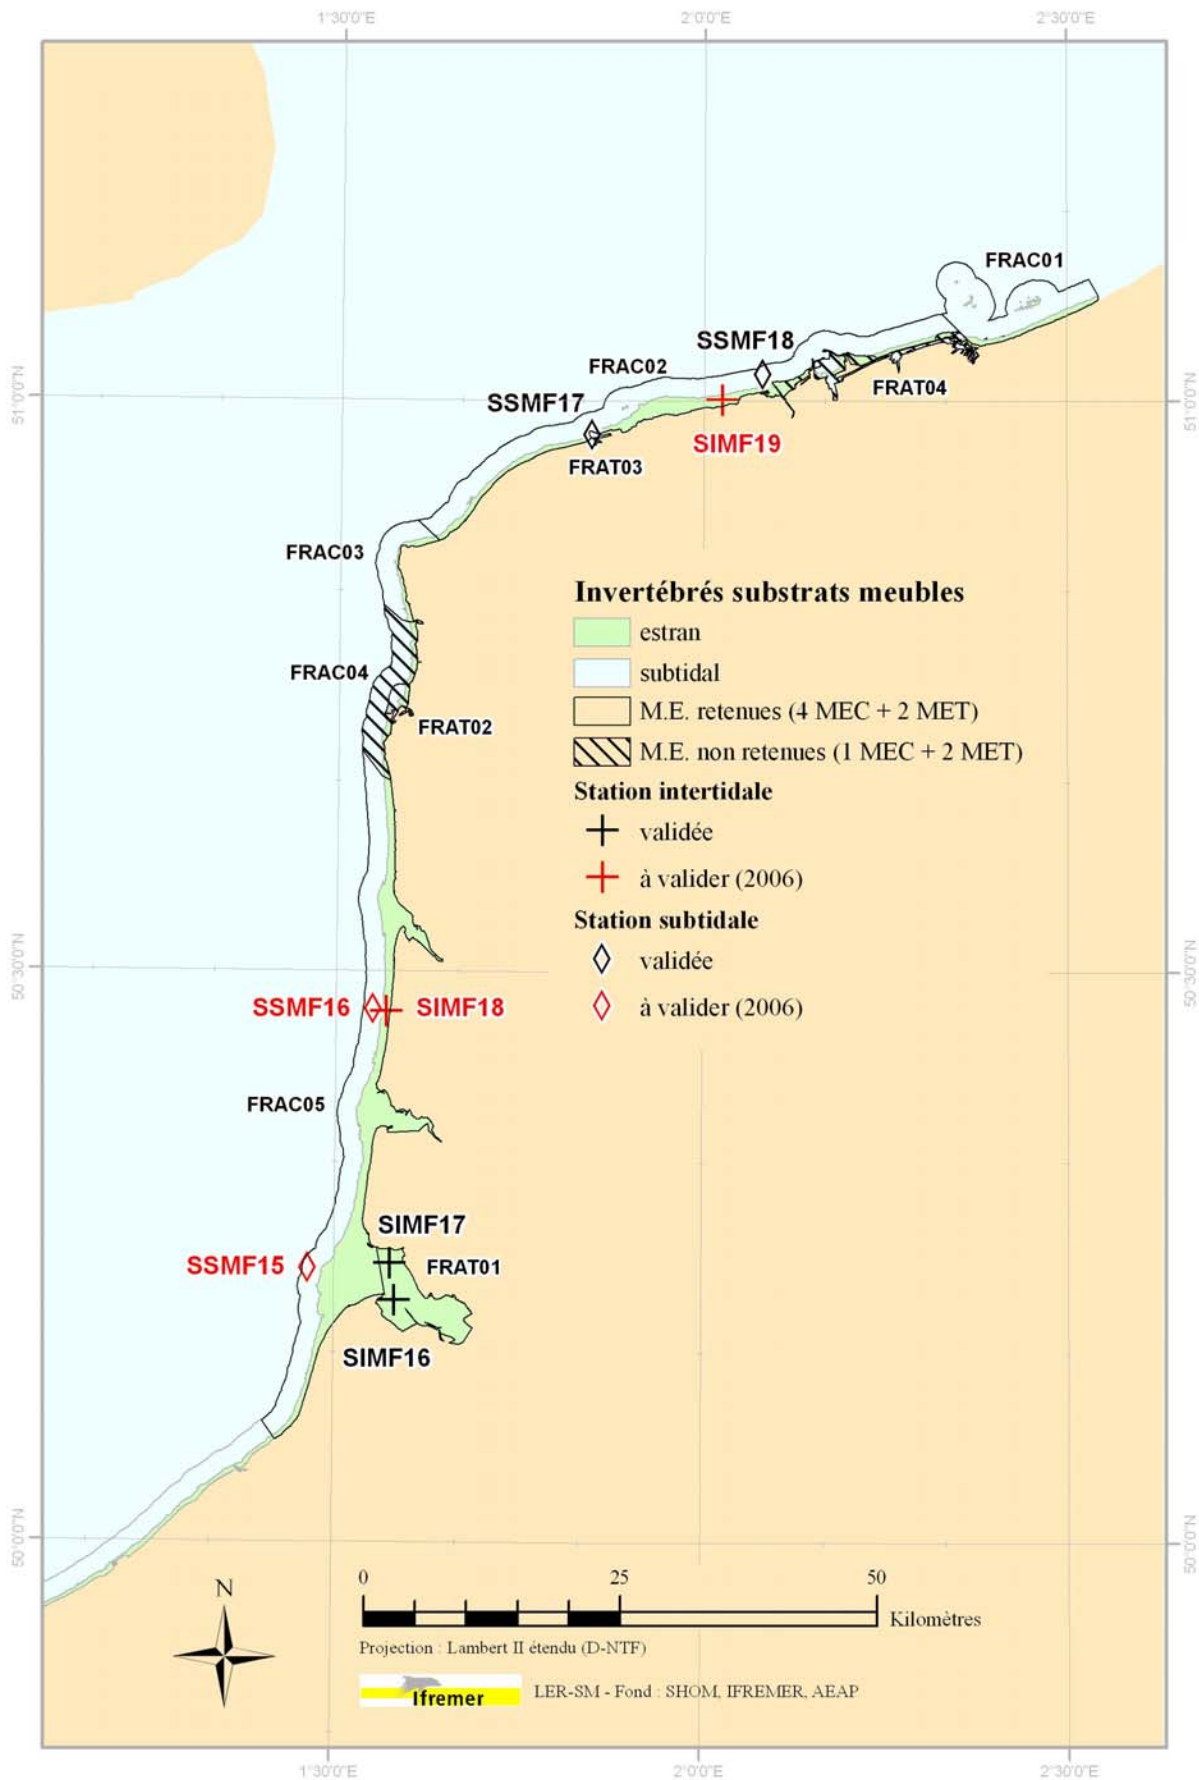 1°30'0"E
2°0'0"E
2°30'0"E
FRAC01
SSMF18
FRAC02
51°0'0"N
51°0'0"N
FRAT04
SSMF17
SIMF19
FRAT03
FRAC03
Invertébrés substrats meubles
estran
FRAC04
subtidal
M.E. retenues (4 MEC + 2 MET)
FRAT02
M.E. non retenues (1 MEC + 2 MET)
Station intertidale
validée
à valider (2006)
Station subtidale
validée
50°30'0"N
50°30'0"N
SSMF16
SIMF18
à valider (2006)
FRAC05
SIMF17
SSMF15
FRAT01
SIMF16
50°0'0"N
50°0'0"N
N
0
25
50
Kilomètres
Projection : Lambert II étendu (D-NTF)
Ifremer
LER-SM - Fond : SHOM, IFREMER, AEAP
1°30'0"E
2°0'0"E
2°30'0"E